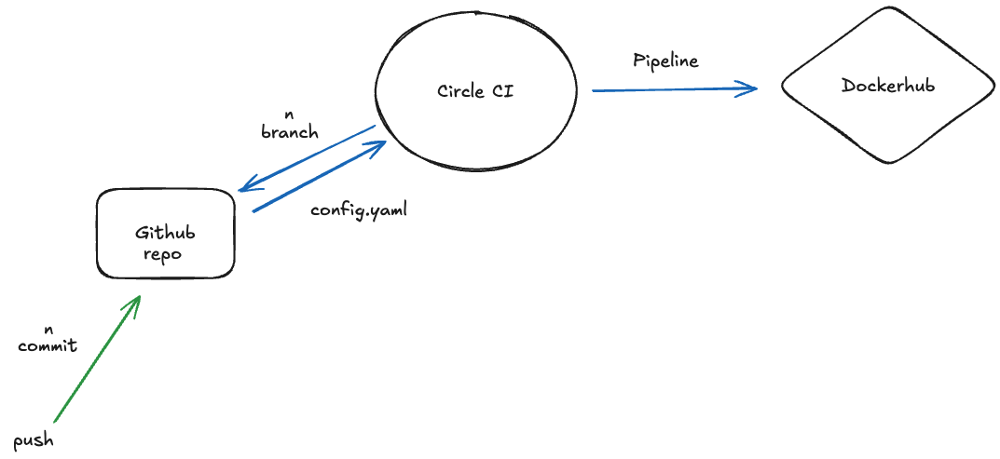 Circle CI
Pipeline
Dockerhub
n
branch
config.yaml
Github
repo
n
commit
push